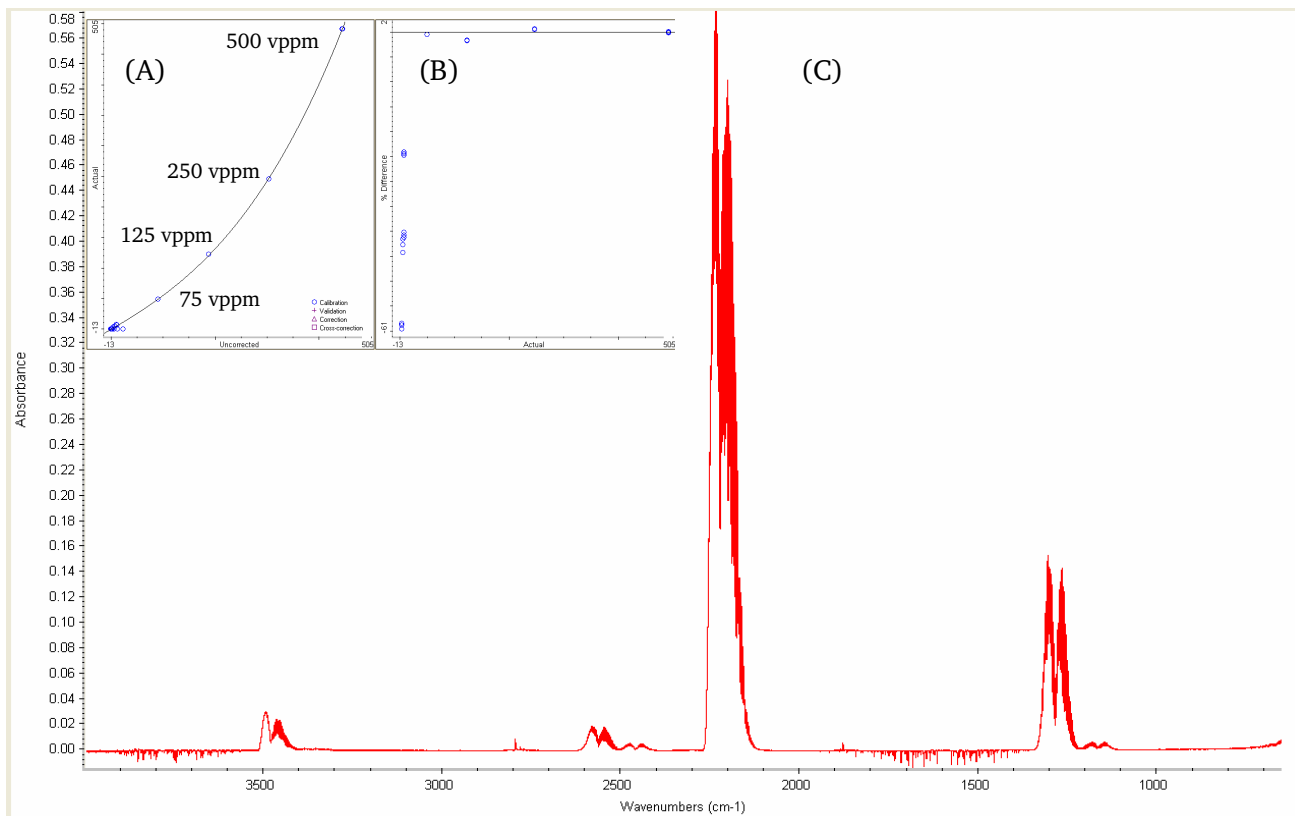 0.58
0.56
0.54
0.52
0.50
0.48
0.46
0.44
0.42
0.40
0.38
0.36
0.34
0.32
0.30
0.28
0.26
0.24
0.22
0.20
0.18
0.16
0.14
0.12
0.10
0.08
0.06
0.04
0.02
0.00
Absorbance
505
Actual
-13
(A)
500 vppm
250 vppm
125 vppm
75 vppm
Calibration
Validation
Correction
Cross-correction
-13 Uncorrected 505
2
% Difference
-61
(B)
-13 Actual 505
(C)
3500 3000 2500 2000 1500 1000
Wavenumbers (cm-1)